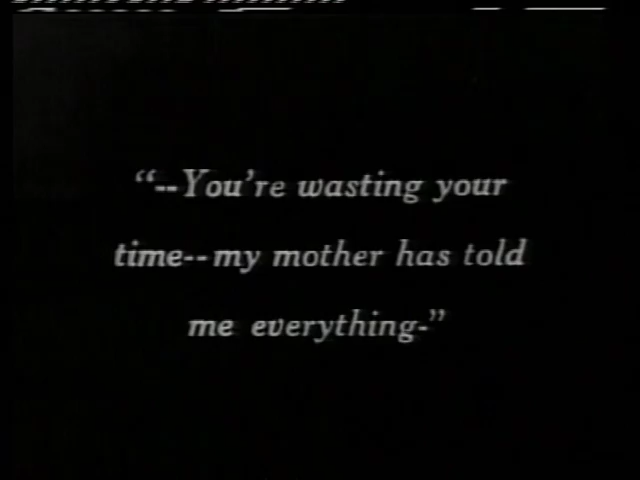 “--You're wasting your
time--my mother has told
me everything-”